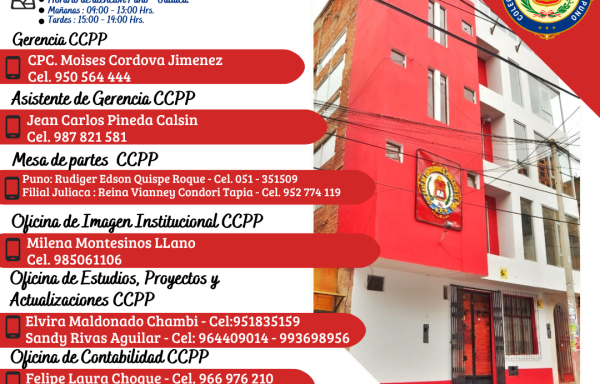 • Mañanas : 09:00 - 13:00 Hrs.
• Tardes : 15:00 - 19:00 Hrs.
Gerencia CCPP
CPC. Moises Cordova Jimenez
Cel. 950 564 444
Asistente de Gerencia CCPP
Jean Carlos Pineda Calsin
Cel. 987 821 581
Mesa de partes CCPP
Puno: Rudiger Edson Quispe Roque - Cel. 051 - 351509
Filial Juliaca : Reina Vianney Condori Tapia - Cel. 952 774 119
Oficina de Imagen Institucional CCPP
Milena Montesinos LLano
Cel. 985061106
Oficina de Estudios, Proyectos y
Actualizaciones CCPP
Elvira Maldonado Chambi - Cel:951835159
Sandy Rivas Aguilar - Cel: 964409014 - 993698956
Oficina de Contabilidad CCPP
Felipe Laura Choque - Cel. 966 976 210
PUNO